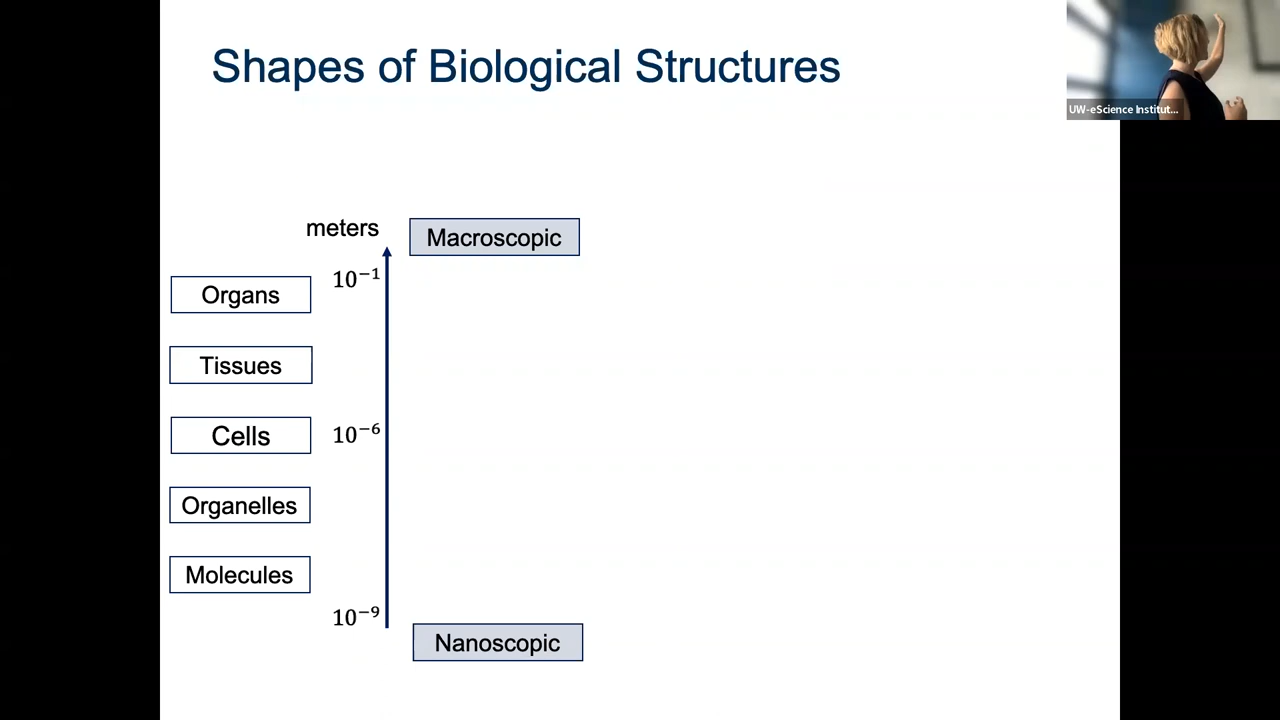 Shapes of Biological Structures
UW-eScience Institut...
meters
Macroscopic
10⁻¹
Organs
Tissues
Cells
10⁻⁶
Organelles
Molecules
10⁻⁹
Nanoscopic